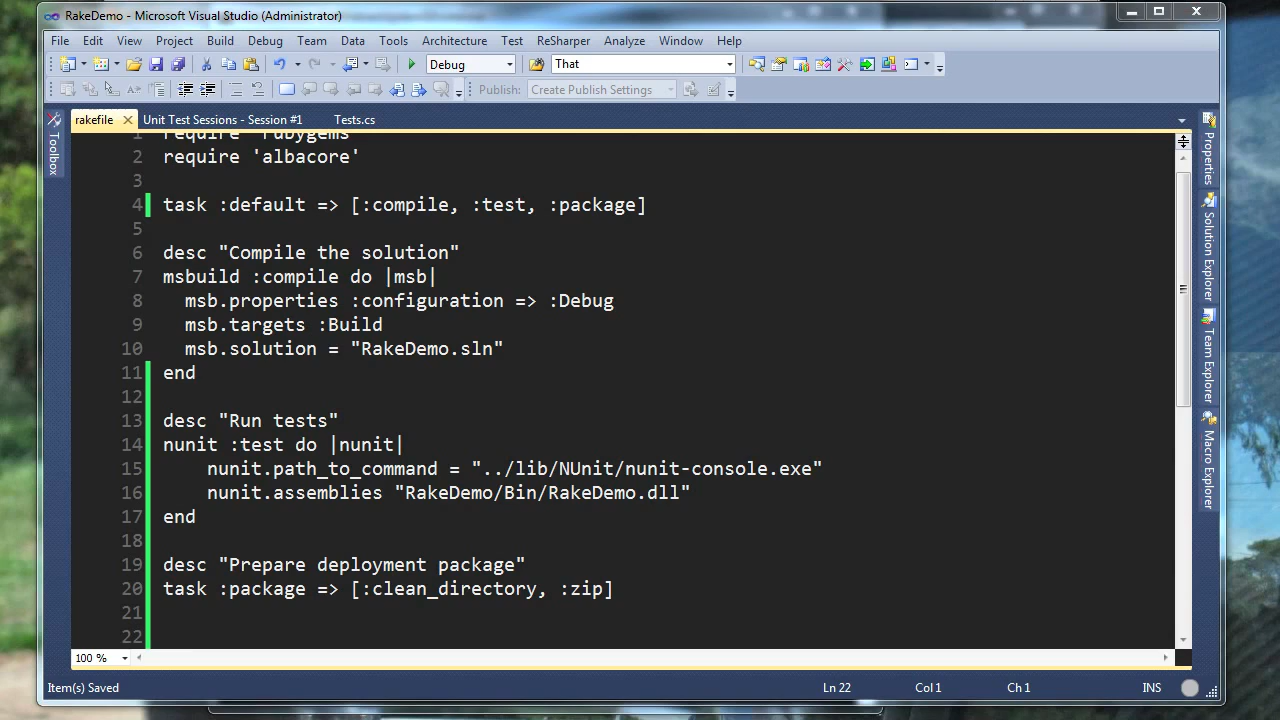 RakeDemo - Microsoft Visual Studio (Administrator)
File Edit View Project Build Debug Team Data Tools Architecture Test ReSharper Analyze Window Help
Debug That
Publish: Create Publish Settings
rakefile Unit Test Sessions - Session #1 Tests.cs
Toolbox
Properties
Solution Explorer
Team Explorer
Macro Explorer
1 require 'rubygems'
2 require 'albacore'
3
4 task :default => [:compile, :test, :package]
5
6 desc "Compile the solution"
7 msbuild :compile do |msb|
8 msb.properties :configuration => :Debug
9 msb.targets :Build
10 msb.solution = "RakeDemo.sln"
11 end
12
13 desc "Run tests"
14 nunit :test do |nunit|
15 nunit.path_to_command = "../lib/NUnit/nunit-console.exe"
16 nunit.assemblies "RakeDemo/Bin/RakeDemo.dll"
17 end
18
19 desc "Prepare deployment package"
20 task :package => [:clean_directory, :zip]
21
22
100 %
Item(s) Saved Ln 22 Col 1 Ch 1 INS